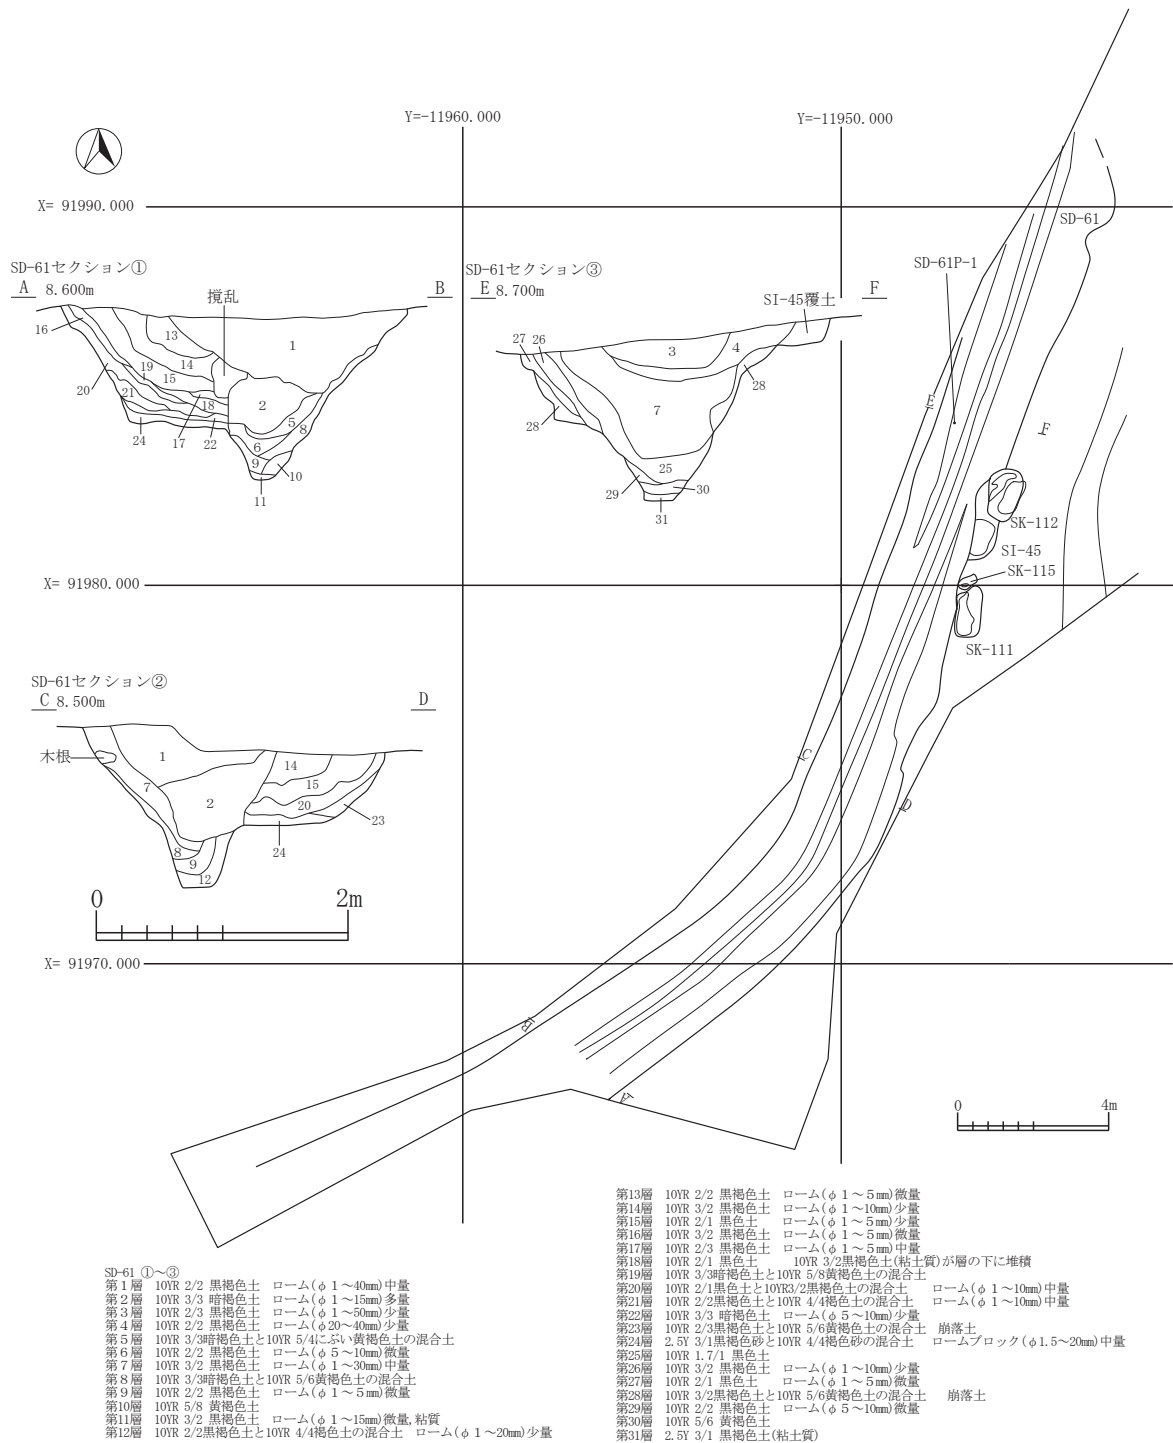 Y=-11960.000
Y=-11950.000
X= 91990.000
SD-61
SD-61P-1
SD-61セクション①
A 8.600m
B
攪乱
16
13
1
14
19
15
20
21
18
2
5
8
24
17
22
6
9
10
11
SD-61セクション③
E 8.700m
F
SI-45覆土
27
26
3
4
28
7
28
25
29
30
31
E
F
SK-112
SI-45
SK-115
X= 91980.000
SK-111
SD-61セクション②
C 8.500m
D
木根
1
14
7
15
2
20
23
8
24
9
12
C
D
0
2m
X= 91970.000
B
A
0
4m
SD-61 ①～③
第1層 10YR 2/2 黒褐色土 ローム(φ1～40mm)中量
第2層 10YR 3/3 暗褐色土 ローム(φ1～15mm)多量
第3層 10YR 2/3 黒褐色土 ローム(φ1～50mm)少量
第4層 10YR 2/2 黒褐色土 ローム(φ20～40mm)少量
第5層 10YR 3/3暗褐色土と10YR 5/4にぶい黄褐色土の混合土
第6層 10YR 2/2 黒褐色土 ローム(φ5～10mm)微量
第7層 10YR 3/2 黒褐色土 ローム(φ1～30mm)中量
第8層 10YR 3/3暗褐色土と10YR 5/6黄褐色土の混合土
第9層 10YR 2/2 黒褐色土 ローム(φ1～5mm)微量
第10層 10YR 5/8 黄褐色土
第11層 10YR 3/2 黒褐色土 ローム(φ1～15mm)微量,粘質
第12層 10YR 2/2黒褐色土と10YR 4/4褐色土の混合土 ローム(φ1～20mm)少量
第13層 10YR 2/2 黒褐色土 ローム(φ1～5mm)微量
第14層 10YR 3/2 黒褐色土 ローム(φ1～10mm)少量
第15層 10YR 2/1 黒色土 ローム(φ1～5mm)少量
第16層 10YR 3/2 黒褐色土 ローム(φ1～5mm)微量
第17層 10YR 2/3 黒褐色土 ローム(φ1～5mm)中量
第18層 10YR 2/1 黒色土 10YR 3/2黒褐色土(粘土質)が層の下に堆積
第19層 10YR 3/3暗褐色土と10YR 5/8黄褐色土の混合土
第20層 10YR 2/1黒色土と10YR3/2黒褐色土の混合土 ローム(φ1～10mm)中量
第21層 10YR 2/2黒褐色土と10YR 4/4褐色土の混合土 ローム(φ1～10mm)中量
第22層 10YR 3/3 暗褐色土 ローム(φ5～10mm)少量
第23層 10YR 2/3黒褐色土と10YR 5/6黄褐色土の混合土 崩落土
第24層 2.5Y 3/1黒褐色砂と10YR 4/4褐色砂の混合土 ロームブロック(φ1.5～20mm)中量
第25層 10YR 1.7/1 黒色土
第26層 10YR 3/2 黒褐色土 ローム(φ1～10mm)少量
第27層 10YR 2/1 黒色土 ローム(φ1～5mm)微量
第28層 10YR 3/2黒褐色土と10YR 5/6黄褐色土の混合土 崩落土
第29層 10YR 2/2 黒褐色土 ローム(φ5～10mm)微量
第30層 10YR 5/6 黄褐色土
第31層 2.5Y 3/1 黒褐色土(粘土質)